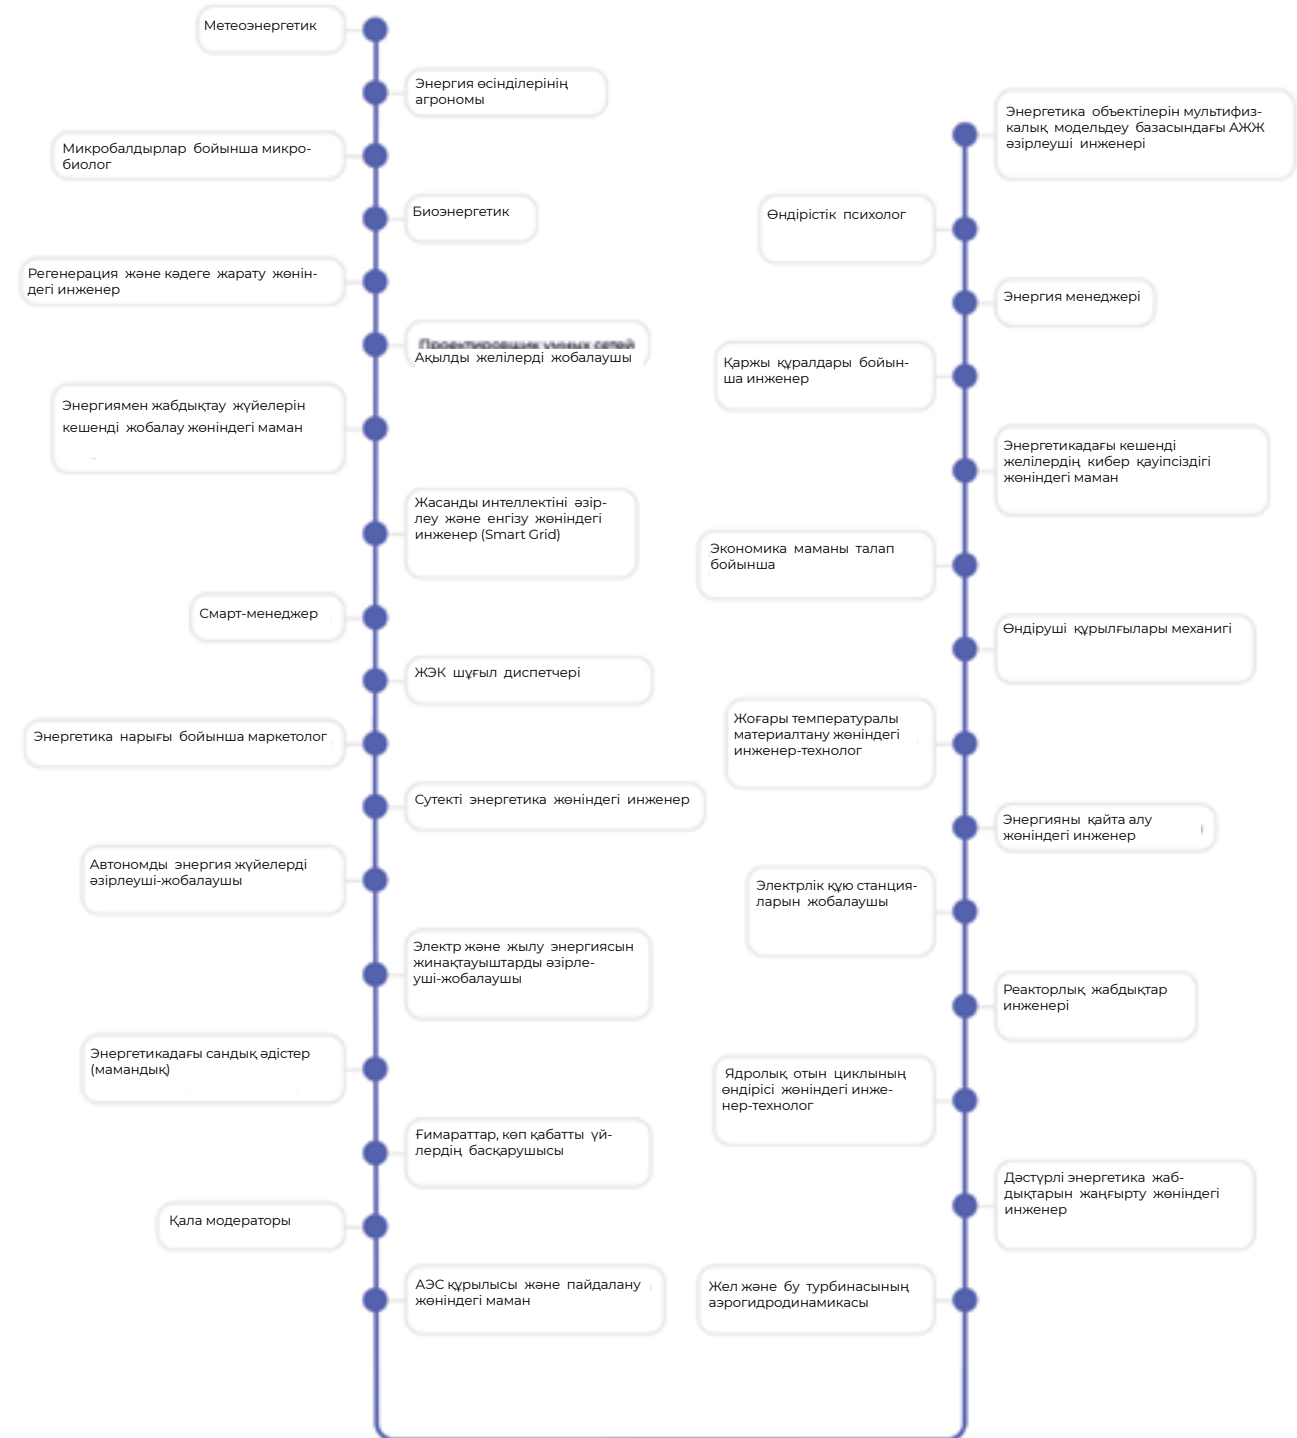 Метеоэнергетик
Энергия өсінділерінің
агрономы
Микробалдырлар бойынша микро-
биолог
Биоэнергетик
Регенерация және кәдеге жарату жөнін-
дегі инженер
Проектировщик умных сетей
Ақылды желілерді жобалаушы
Энергиямен жабдықтау жүйелерін
кешенді жобалау жөніндегі маман
Жасанды интеллектіні әзір-
леу және енгізу жөніндегі
инженер (Smart Grid)
Смарт-менеджер
ЖЭК шұғыл диспетчері
Энергетика нарығы бойынша маркетолог
Сутекті энергетика жөніндегі инженер
Автономды энергия жүйелерді
әзірлеуші-жобалаушы
Электр және жылу энергиясын
жинақтауыштарды әзірле-
уші-жобалаушы
Энергетикадағы сандық әдістер
(мамандық)
Ғимараттар, көп қабатты үй-
лердің басқарушысы
Қала модераторы
АЭС құрылысы және пайдалану
жөніндегі маман
Энергетика объектілерін мультифиз-
калық модельдеу базасындағы АЖЖ
әзірлеуші инженері
Өндірістік психолог
Энергия менеджері
Қаржы құралдары бойын-
ша инженер
Энергетикадағы кешенді
желілердің кибер қауіпсіздігі
жөніндегі маман
Экономика маманы талап
бойынша
Өндіруші құрылғылары механигі
Жоғары температуралы
материалтану жөніндегі
инженер-технолог
Энергияны қайта алу
жөніндегі инженер
Электрлік құю станция-
ларын жобалаушы
Реакторлық жабдықтар
инженері
Ядролық отын циклының
өндірісі жөніндегі инже-
нер-технолог
Дәстүрлі энергетика жаб-
дықтарын жаңғырту жөніндегі
инженер
Жел және бу турбинасының
аэрогидродинамикасы